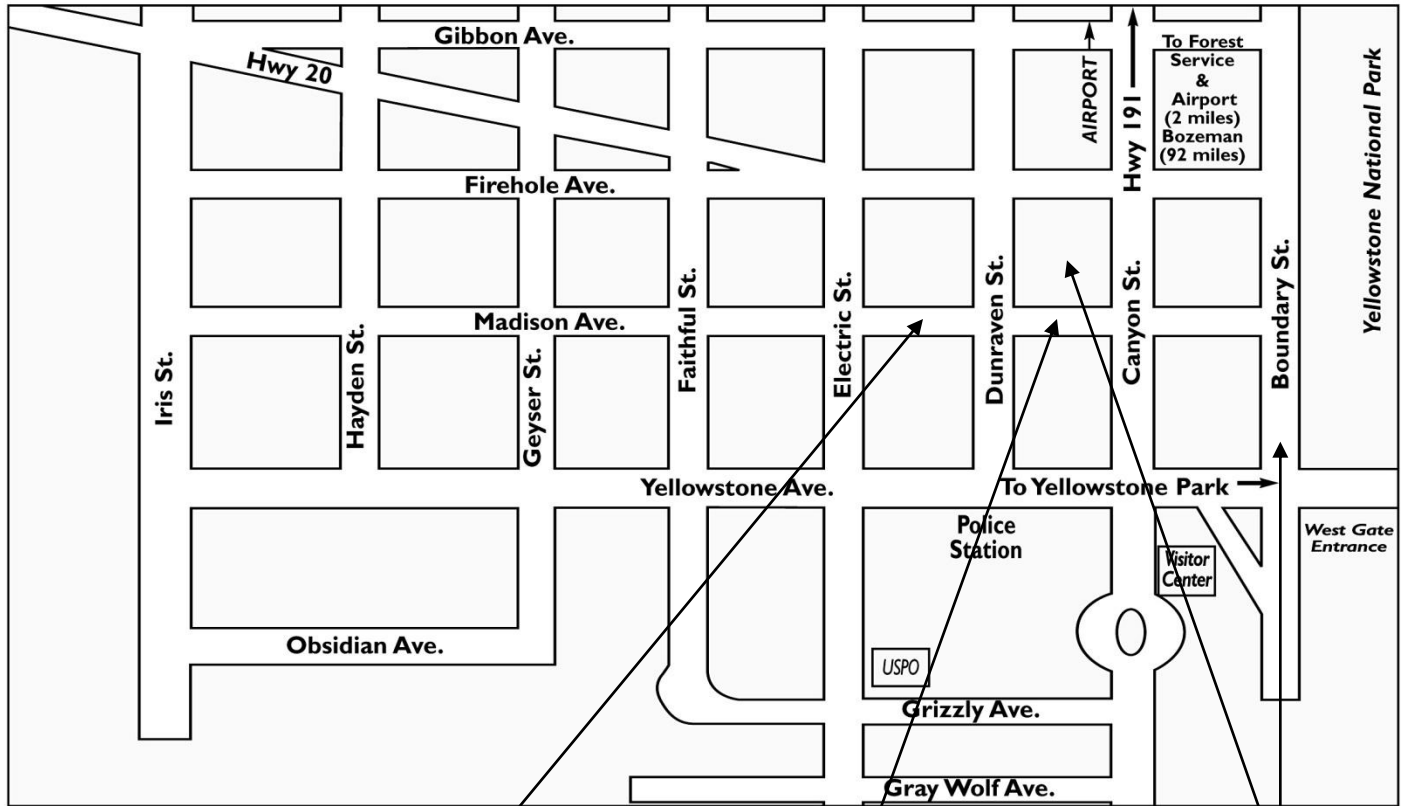 Gibbon Ave.
Hwy 20
AIRPORT
Hwy 191
To Forest
Service
&
Airport
(2 miles)
Bozeman
(92 miles)
Yellowstone National Park
Firehole Ave.
Madison Ave.
Iris St.
Hayden St.
Geyser St.
Faithful St.
Electric St.
Dunraven St.
Canyon St.
Boundary St.
Yellowstone Ave.
To Yellowstone Park
Police
Station
Visitor
Center
West Gate
Entrance
Obsidian Ave.
USPO
Grizzly Ave.
Gray Wolf Ave.